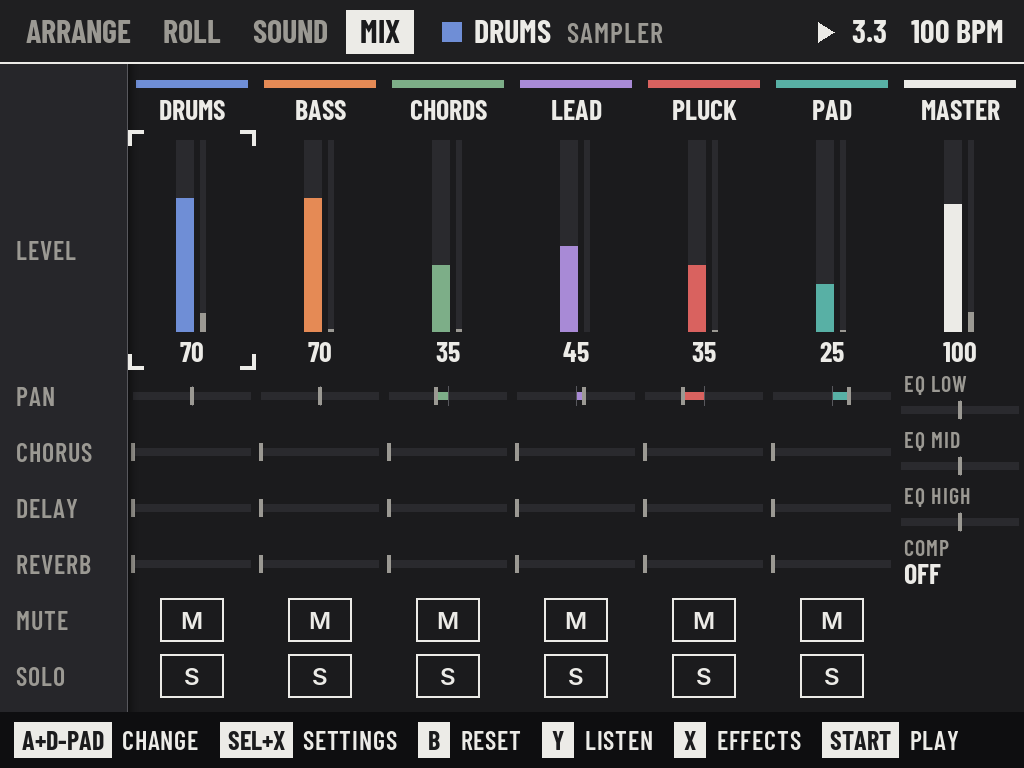 ARRANGE ROLL SOUND MIX DRUMS SAMPLER 3.3 100 BPM
DRUMS BASS CHORDS LEAD PLUCK PAD MASTER
LEVEL
70 70 35 45 35 25 100
PAN EQ LOW
CHORUS EQ MID
DELAY EQ HIGH
REVERB COMP
OFF
MUTE M M M M M M
SOLO S S S S S S
A+D-PAD CHANGE SEL+X SETTINGS B RESET Y LISTEN X EFFECTS START PLAY